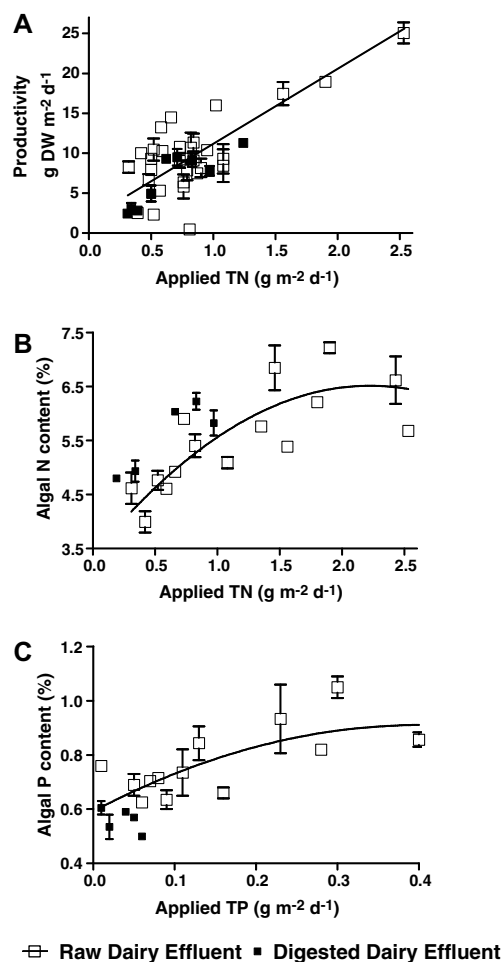 A
Productivity
g DW m-2 d-1
25
20
15
10
5
0
0.0 0.5 1.0 1.5 2.0 2.5
Applied TN (g m-2 d-1)
B
Algal N content (%)
7.5
6.5
5.5
4.5
3.5
0.0 0.5 1.0 1.5 2.0 2.5
Applied TN (g m-2 d-1)
C
Algal P content (%)
1.2
1.0
0.8
0.6
0.4
0.0 0.1 0.2 0.3 0.4
Applied TP (g m-2 d-1)
Raw Dairy Effluent Digested Dairy Effluent